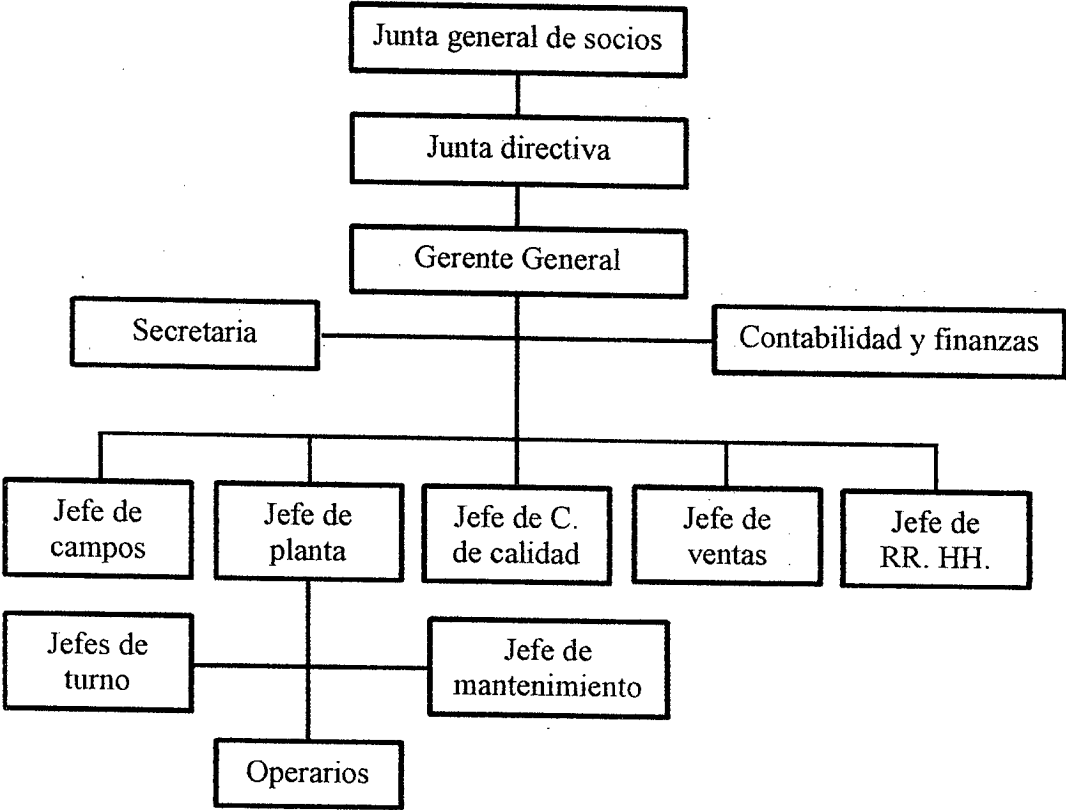 Junta general de socios
Junta directiva
Gerente General
Secretaria
Contabilidad y finanzas
Jefe de
campos
Jefe de
planta
Jefe de C.
de calidad
Jefe de
ventas
Jefe de
RR. HH.
Jefes de
turno
Jefe de
mantenimiento
Operarios